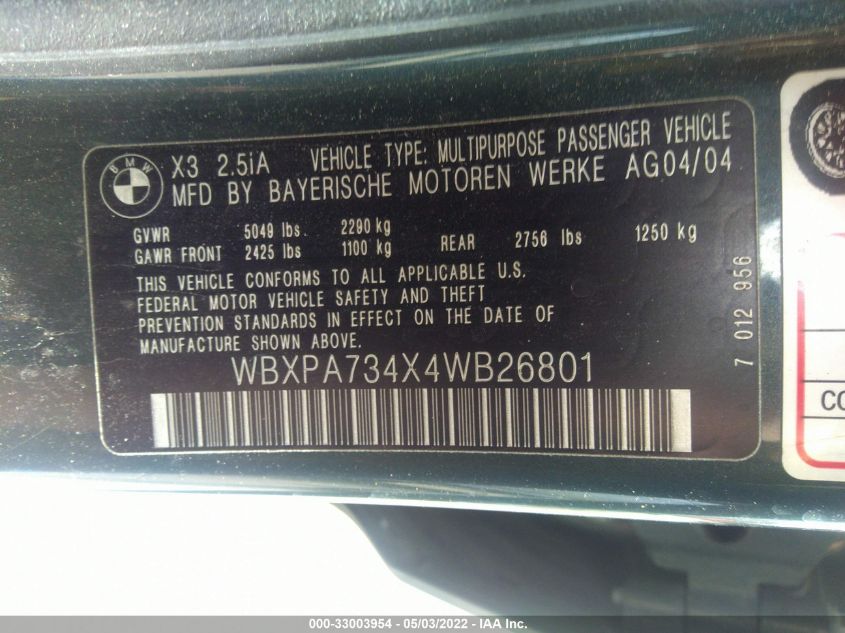 BMW
X3 2.5iA VEHICLE TYPE: MULTIPURPOSE PASSENGER VEHICLE
MFD BY BAYERISCHE MOTOREN WERKE AG04/04
GVWR 5049 lbs 2290 kg
GAWR FRONT 2425 lbs 1100 kg REAR 2756 lbs 1250 kg
THIS VEHICLE CONFORMS TO ALL APPLICABLE U.S.
FEDERAL MOTOR VEHICLE SAFETY AND THEFT
PREVENTION STANDARDS IN EFFECT ON THE DATE OF
MANUFACTURE SHOWN ABOVE.
WBXPA734X4WB26801
7 012 956
CO
000-33003954 - 05/03/2022 - IAA Inc.